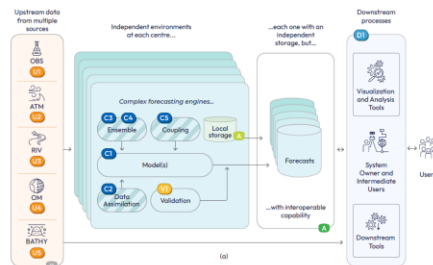 Upstream data
from multiple
sources
OBS
U1
ATM
U2
RIV
U3
OM
U4
BATHY
U5
Independent environments
at each centre...
Complex forecasting engines...
C3
C4
Ensemble
C5
Coupling
Local
storage
A
C1
Model(s)
C2
Data
Assimilation
V1
Validation
...each one with an
independent
storage, but...
Forecasts
...with interoperable
capability
A
Downstream
processes
D1
Visualization
and Analysis
Tools
System
Owner and
Intermediate
Users
Downstream
Tools
Users
(a)